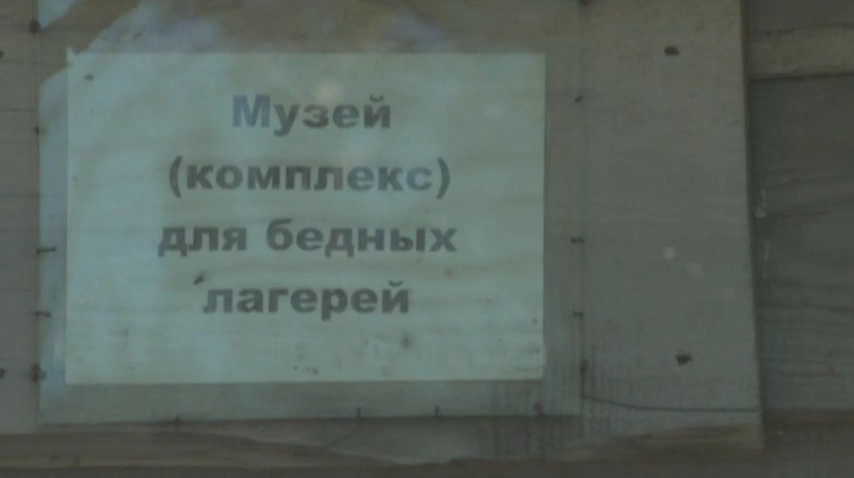 Музей
(комплекс)
для бедных
лагерей